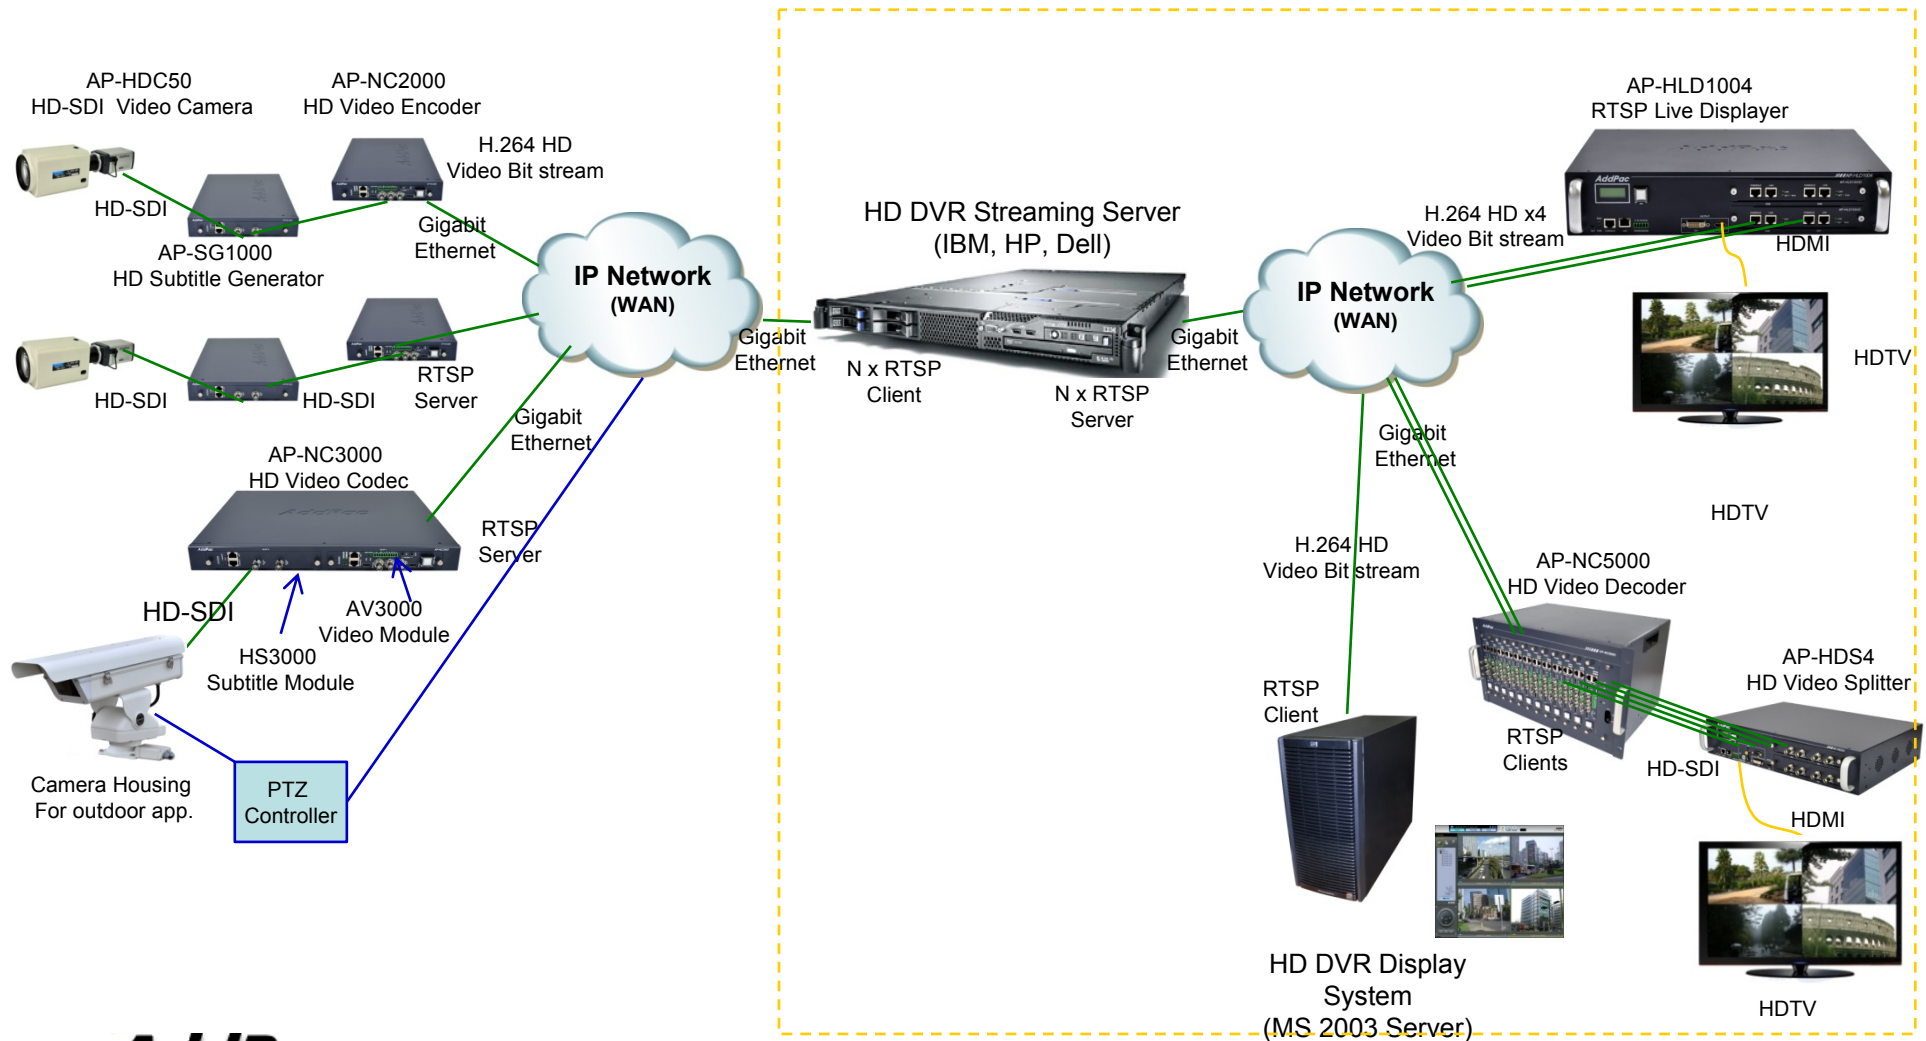 AP-HDC50
HD-SDI Video Camera
AP-NC2000
HD Video Encoder
H.264 HD
Video Bit stream
HD-SDI
AP-SG1000
HD Subtitle Generator
Gigabit
Ethernet
IP Network
(WAN)
HD-SDI
HD-SDI
RTSP
Server
Gigabit
Ethernet
AP-NC3000
HD Video Codec
AddPac
RTSP
Server
HD-SDI
AV3000
Video Module
HS3000
Subtitle Module
Camera Housing
For outdoor app.
PTZ
Controller
Gigabit
Ethernet
HD DVR Streaming Server
(IBM, HP, Dell)
N x RTSP
Client
N x RTSP
Server
Gigabit
Ethernet
IP Network
(WAN)
H.264 HD x4
Video Bit stream
AP-HLD1004
RTSP Live Displayer
AddPac
HDMI
HDTV
HDTV
Gigabit
Ethernet
H.264 HD
Video Bit stream
AP-NC5000
HD Video Decoder
AP-HDS4
HD Video Splitter
RTSP
Client
RTSP
Clients
HD-SDI
HDMI
HDTV
HD DVR Display
System
(MS 2003 Server)